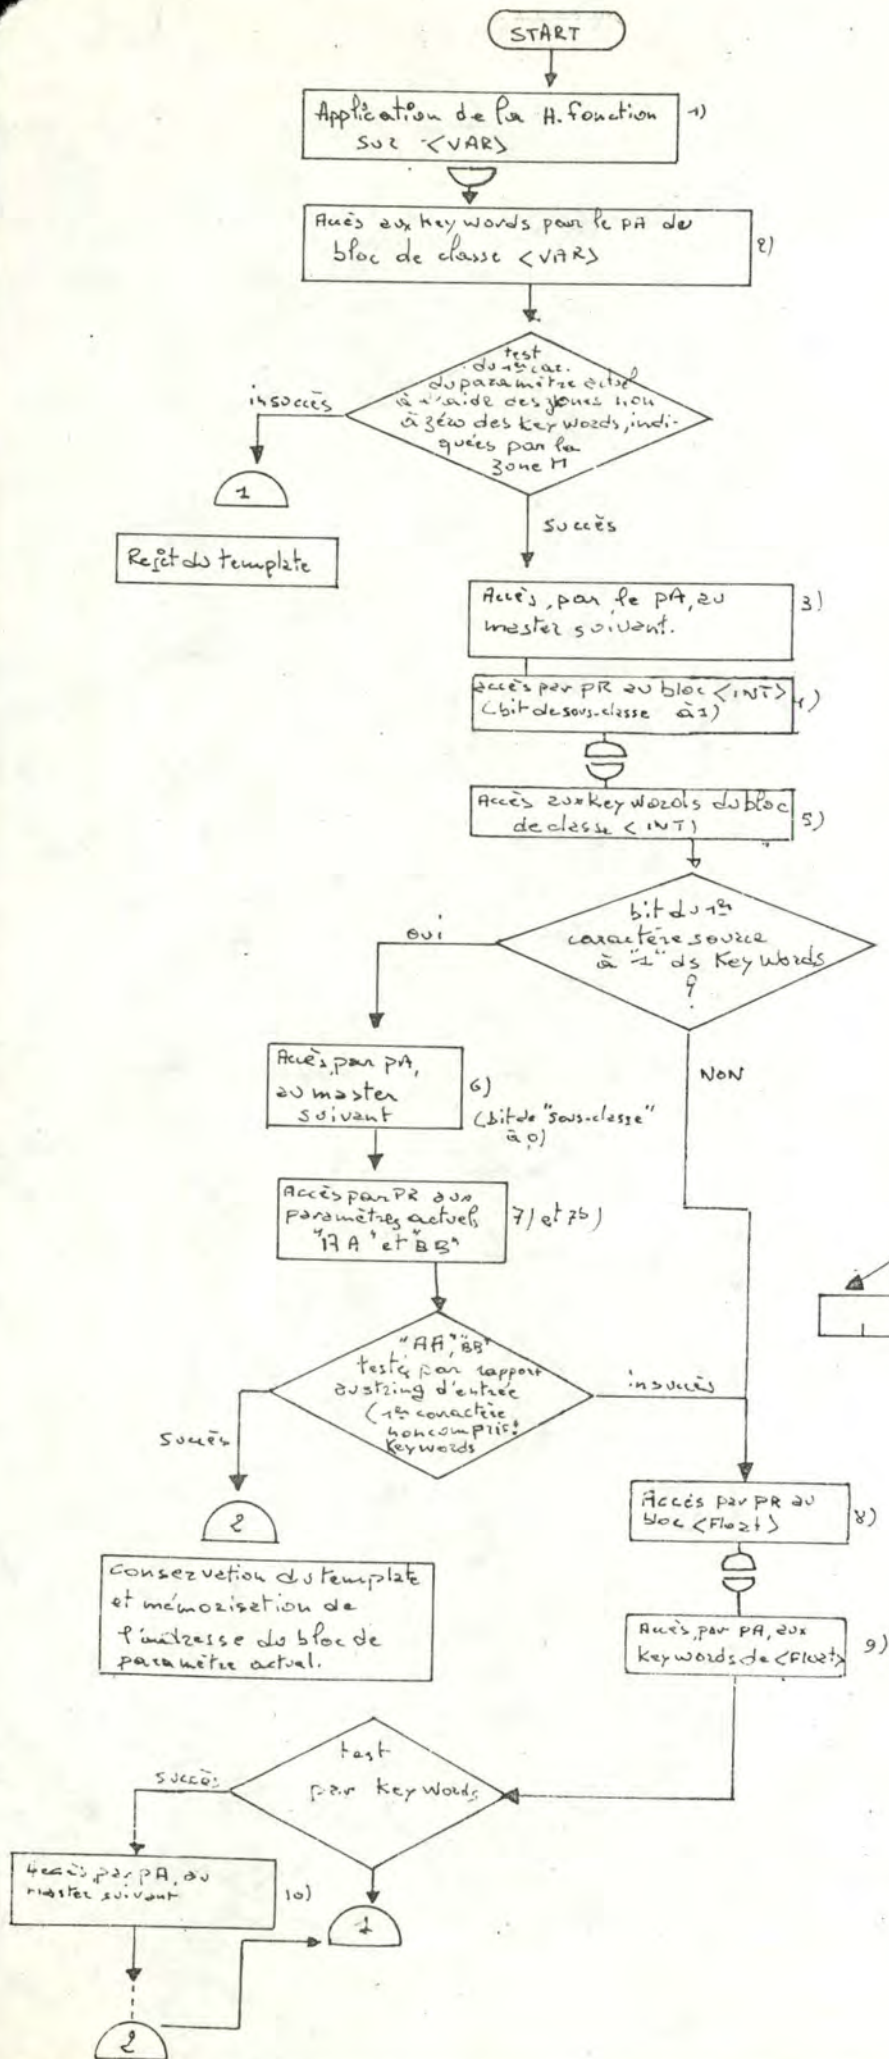 START
Application de la H. fonction
sur <VAR>
1)
Accès aux key words par le PA du
bloc de classe <VAR>
2)
test
du 1er car.
du paramètre actuel
à l'aide des zones non
à zéro des key words, indi-
quées par la
zone M
insuccès
1
Rejet du template
succès
Accès, par le PA, au
master suivant.
3)
accès par PR au bloc <INT>
(bit de sous-classe à 1)
4)
Accès aux key words du bloc
de classe <INT>
5)
bit du 1er
caractère source
à "1" ds Key Words
?
oui
NON
Accès, par PA,
au master
suivant
6)
(bit de "sous-classe"
à 0)
Accès par PR aux
paramètres actuels
"AA" et "BB"
7) et 7b)
"AA", "BB"
testés par rapport
au string d'entrée
(1er caractère
non compris!
Keywords
succès
insuccès
2
Conservation du template
et mémorisation de
l'adresse du bloc de
paramètre actuel.
Accès par PR au
bloc <Float>
8)
Accès, par PA, aux
Key words de <Float>
9)
test
par Key Words
succès
Accès, par PA, au
master suivant
10)
1
2